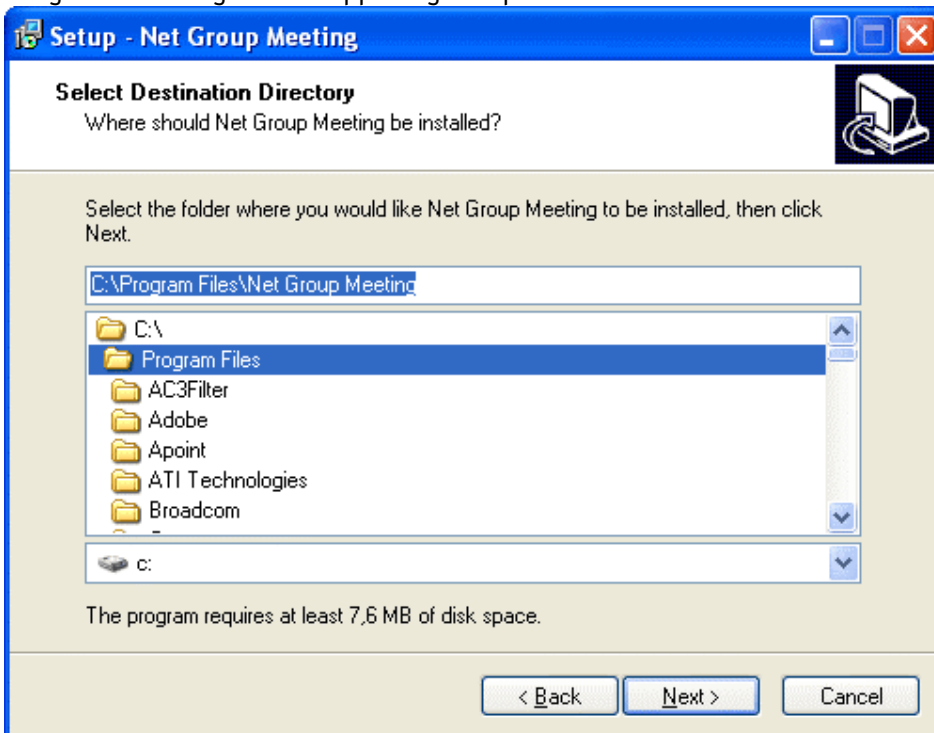 Setup - Net Group Meeting
Select Destination Directory
Where should Net Group Meeting be installed?
Select the folder where you would like Net Group Meeting to be installed, then click
Next.
C:\Program Files\Net Group Meeting
C:\
Program Files
AC3Filter
Adobe
Apoint
ATI Technologies
Broadcom
c:
The program requires at least 7,6 MB of disk space.
< Back
Next >
Cancel